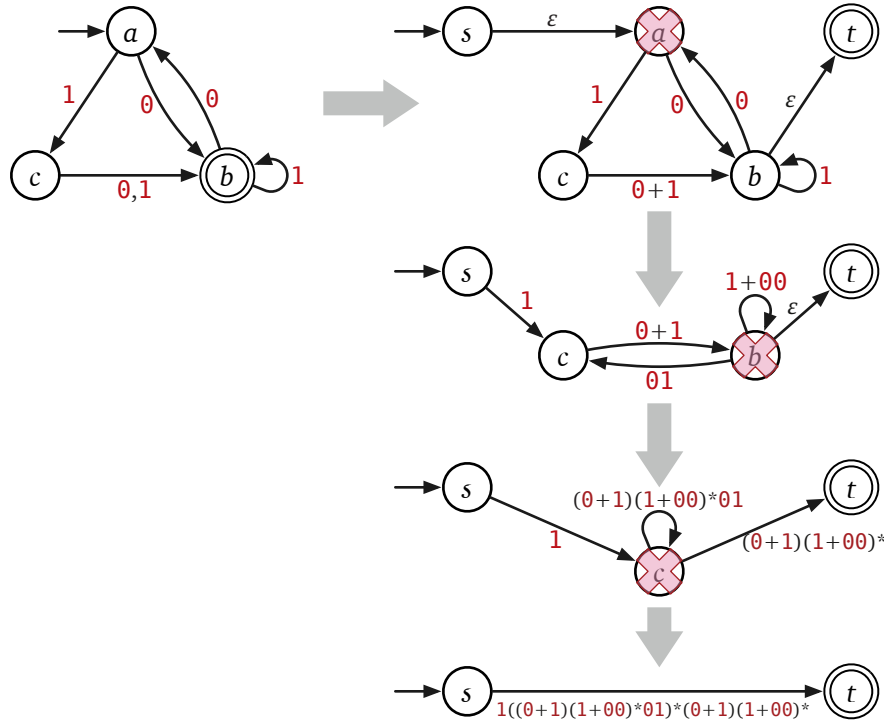 a
s
ε
a
t
1
0
0
1
0
0
ε
c
0,1
b
1
c
0+1
b
1
s
1+00
t
1
ε
c
0+1
b
01
s
(0+1)(1+00)*01
t
1
c
(0+1)(1+00)*
s
t
1((0+1)(1+00)*01)*(0+1)(1+00)*